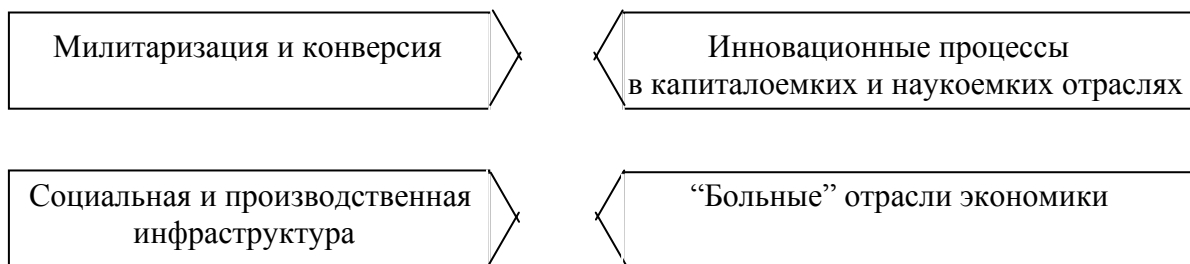 Милитаризация и конверсия
Инновационные процессы
в капиталоемких и наукоемких отраслях
Социальная и производственная
инфраструктура
“Больные” отрасли экономики